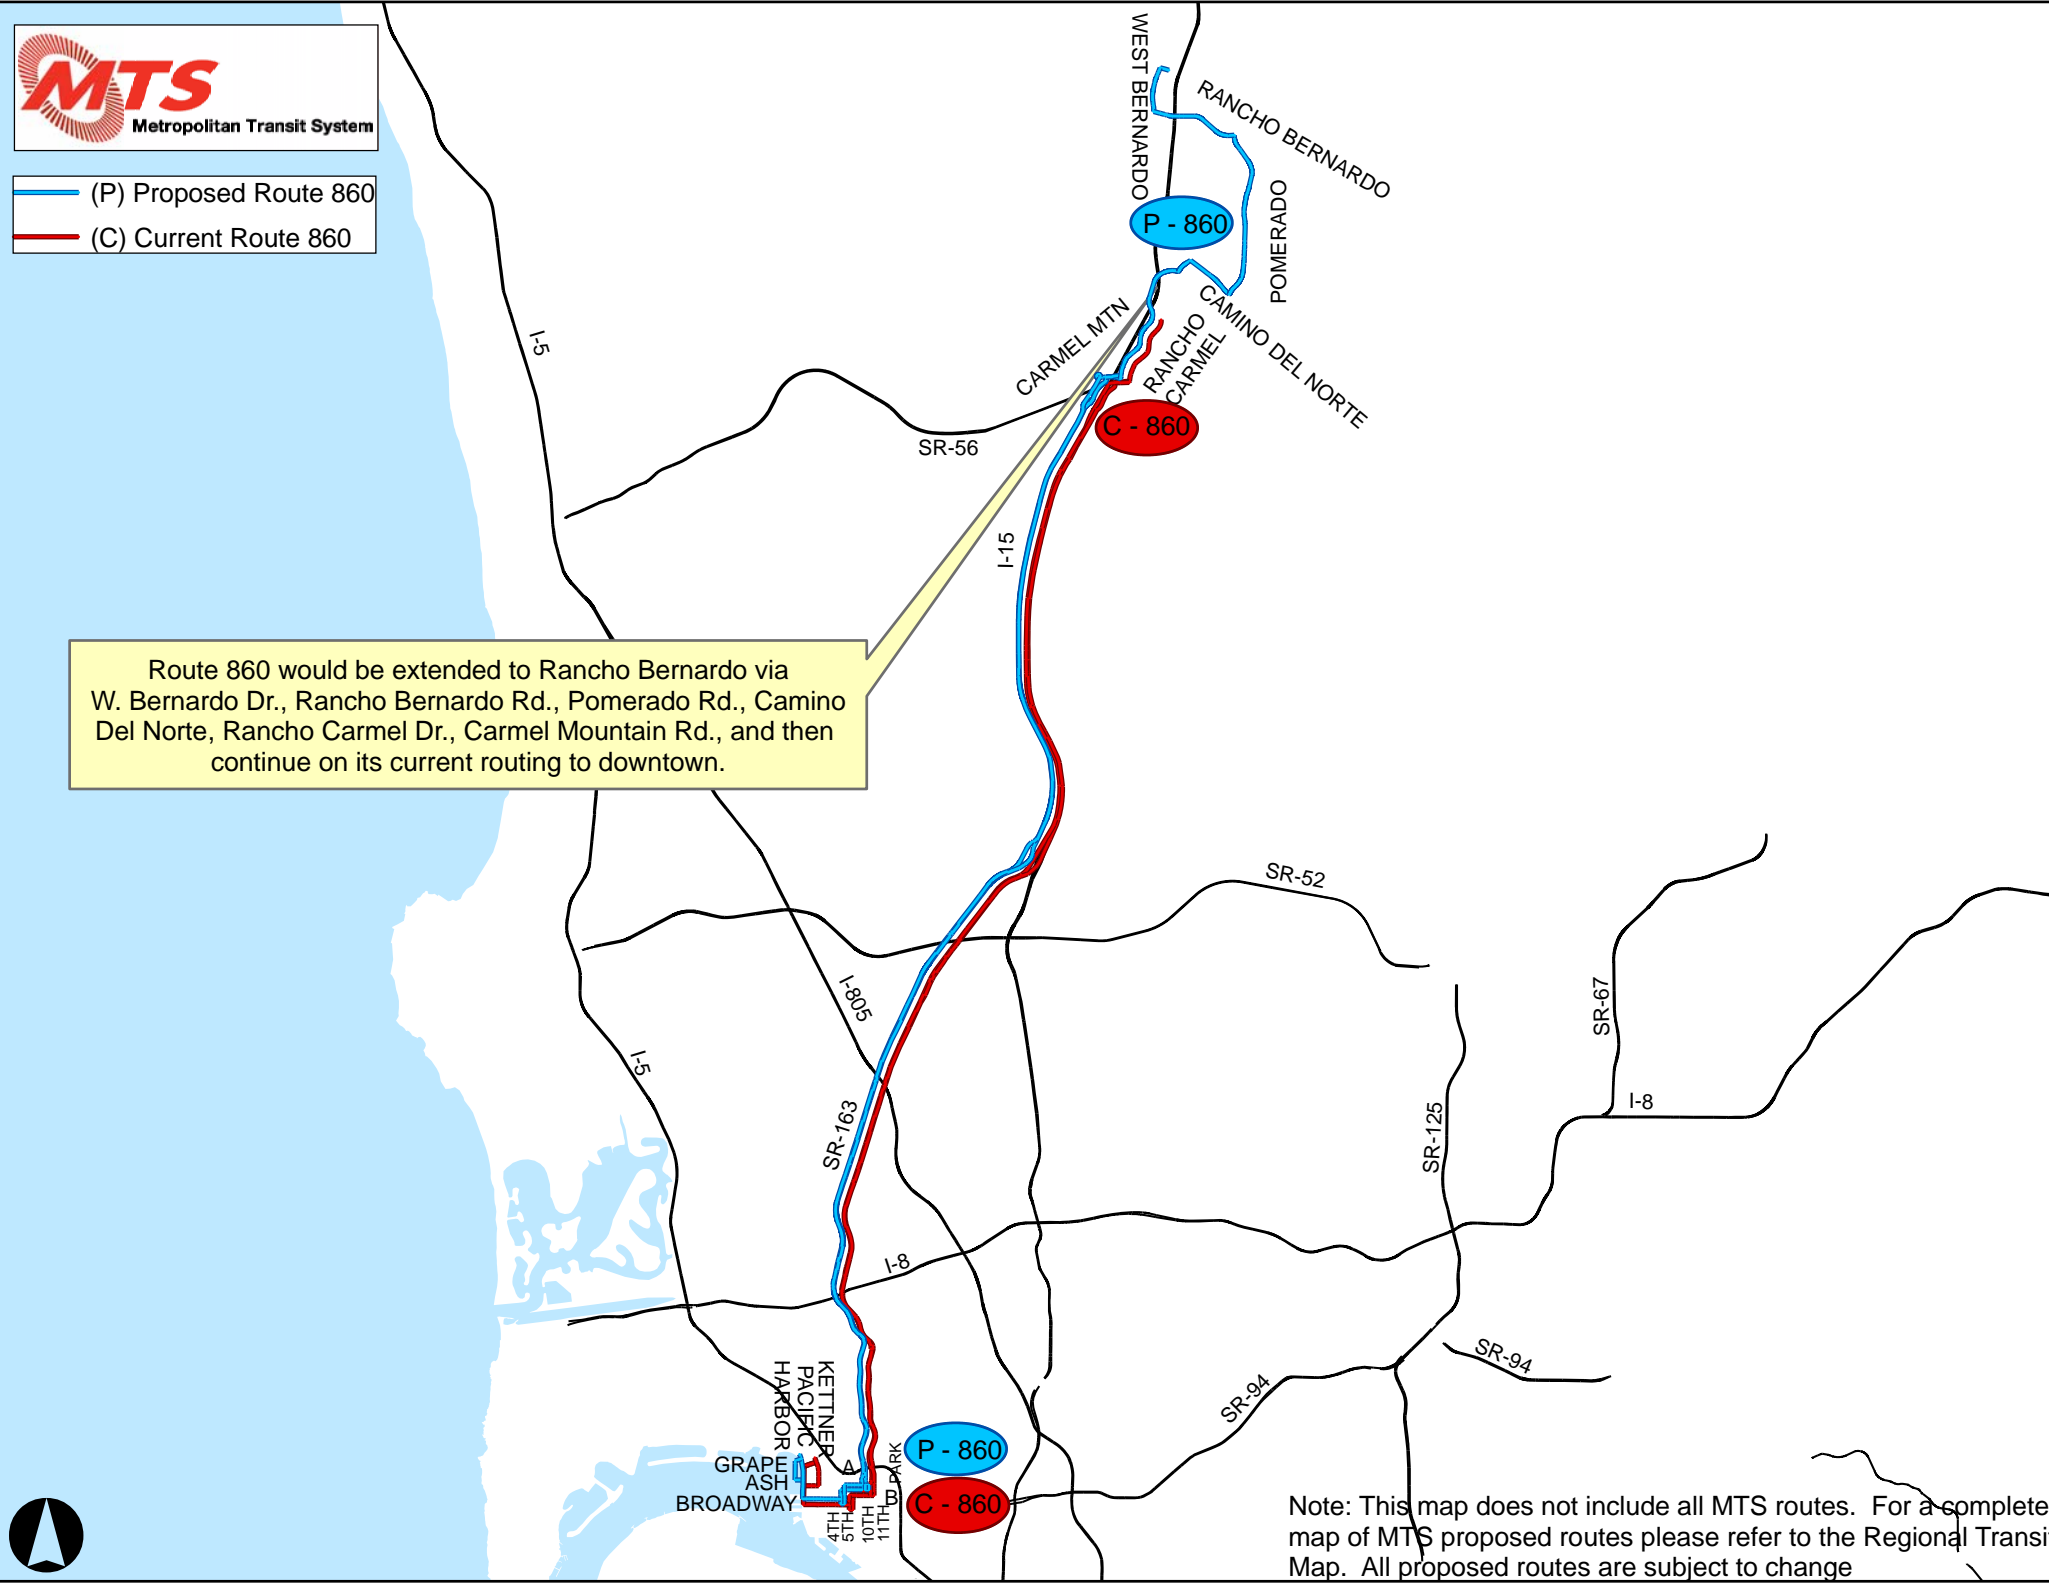 MTS
Metropolitan Transit System
(P) Proposed Route 860
(C) Current Route 860
WEST BERNARDO
RANCHO BERNARDO
P - 860
POMERADO
CAMINO DEL NORTE
CARMEL MTN
RANCHO
CARMEL
C - 860
I-5
SR-56
I-15
Route 860 would be extended to Rancho Bernardo via
W. Bernardo Dr., Rancho Bernardo Rd., Pomerado Rd., Camino
Del Norte, Rancho Carmel Dr., Carmel Mountain Rd., and then
continue on its current routing to downtown.
SR-52
I-805
SR-67
I-5
SR-163
SR-125
I-8
I-8
SR-94
SR-94
HARBOR
PACIFIC
KETTNER
GRAPE
ASH
BROADWAY
A
B
PARK
4TH
5TH
10TH
11TH
P - 860
C - 860
Note: This map does not include all MTS routes. For a complete
map of MTS proposed routes please refer to the Regional Transit
Map. All proposed routes are subject to change